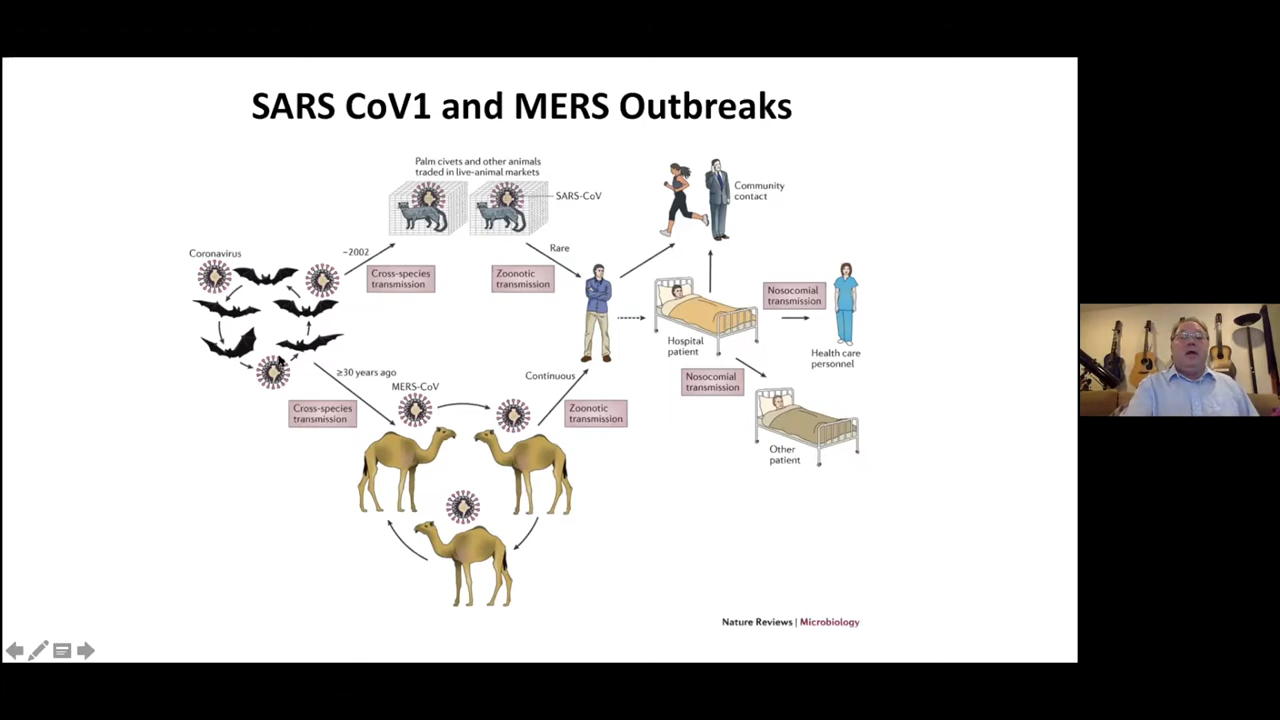 SARS CoV1 and MERS Outbreaks
Palm civets and other animals
traded in live-animal markets
SARS-CoV
Community
contact
Coronavirus
~2002
Rare
Cross-species
transmission
Zoonotic
transmission
Nosocomial
transmission
Hospital
patient
Health care
personnel
≥30 years ago
MERS-CoV
Continuous
Nosocomial
transmission
Cross-species
transmission
Zoonotic
transmission
Other
patient
Nature Reviews | Microbiology